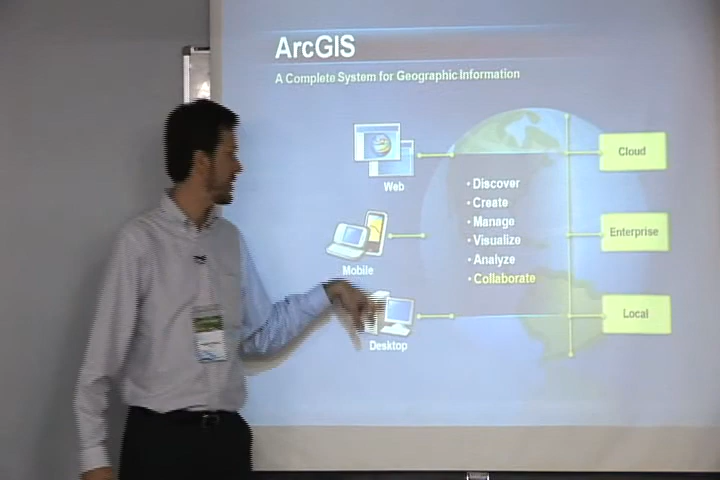 ArcGIS
A Complete System for Geographic Information
Web
Mobile
Desktop
• Discover
• Create
• Manage
• Visualize
• Analyze
• Collaborate
Cloud
Enterprise
Local